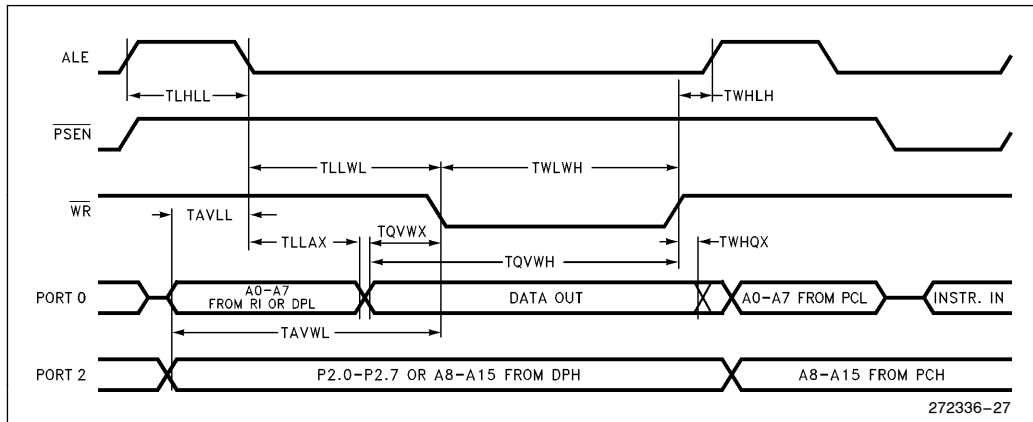 ALE
TLHLL
TWHLH
PSEN
TLLWL
TWLWH
WR
TAVLL
TQVWX
TLLAX
TWHQX
TQVWH
PORT 0
A0-A7
FROM RI OR DPL
DATA OUT
A0-A7 FROM PCL
INSTR. IN
TAVWL
PORT 2
P2.0-P2.7 OR A8-A15 FROM DPH
A8-A15 FROM PCH
272336-27